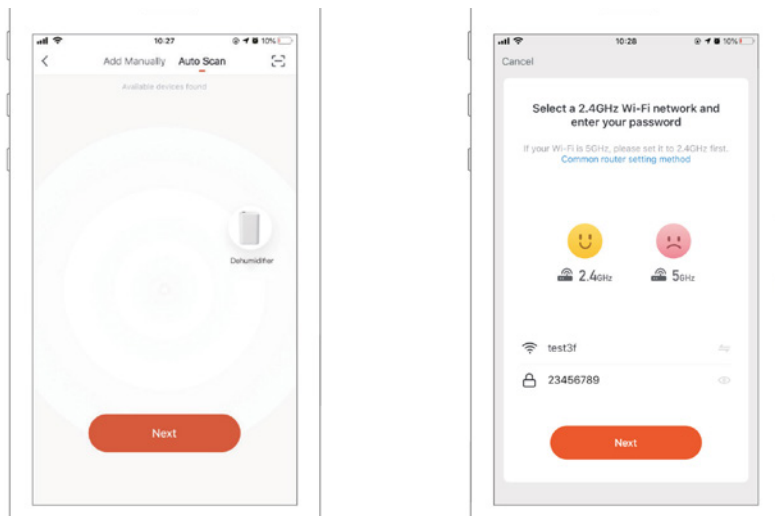 10:27
10%
Add Manually Auto Scan
Available devices found
Dehumidifier
Next
10:28
10%
Cancel
Select a 2.4GHz Wi-Fi network and
enter your password
If your Wi-Fi is 5GHz, please set it to 2.4GHz first.
Common router setting method
2.4GHz 5GHz
test3f
23456789
Next